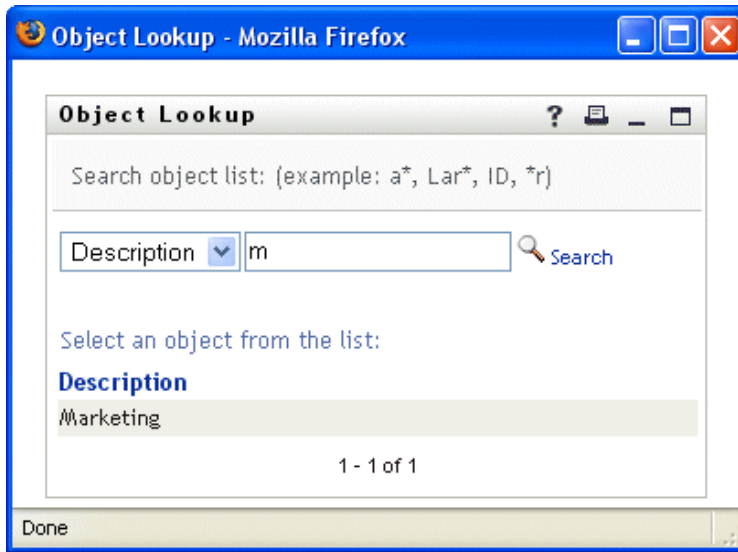 Object Lookup - Mozilla Firefox
Object Lookup ?
Search object list: (example: a*, Lar*, ID, *r)
Description m Search
Select an object from the list:
Description
Marketing
1 - 1 of 1
Done